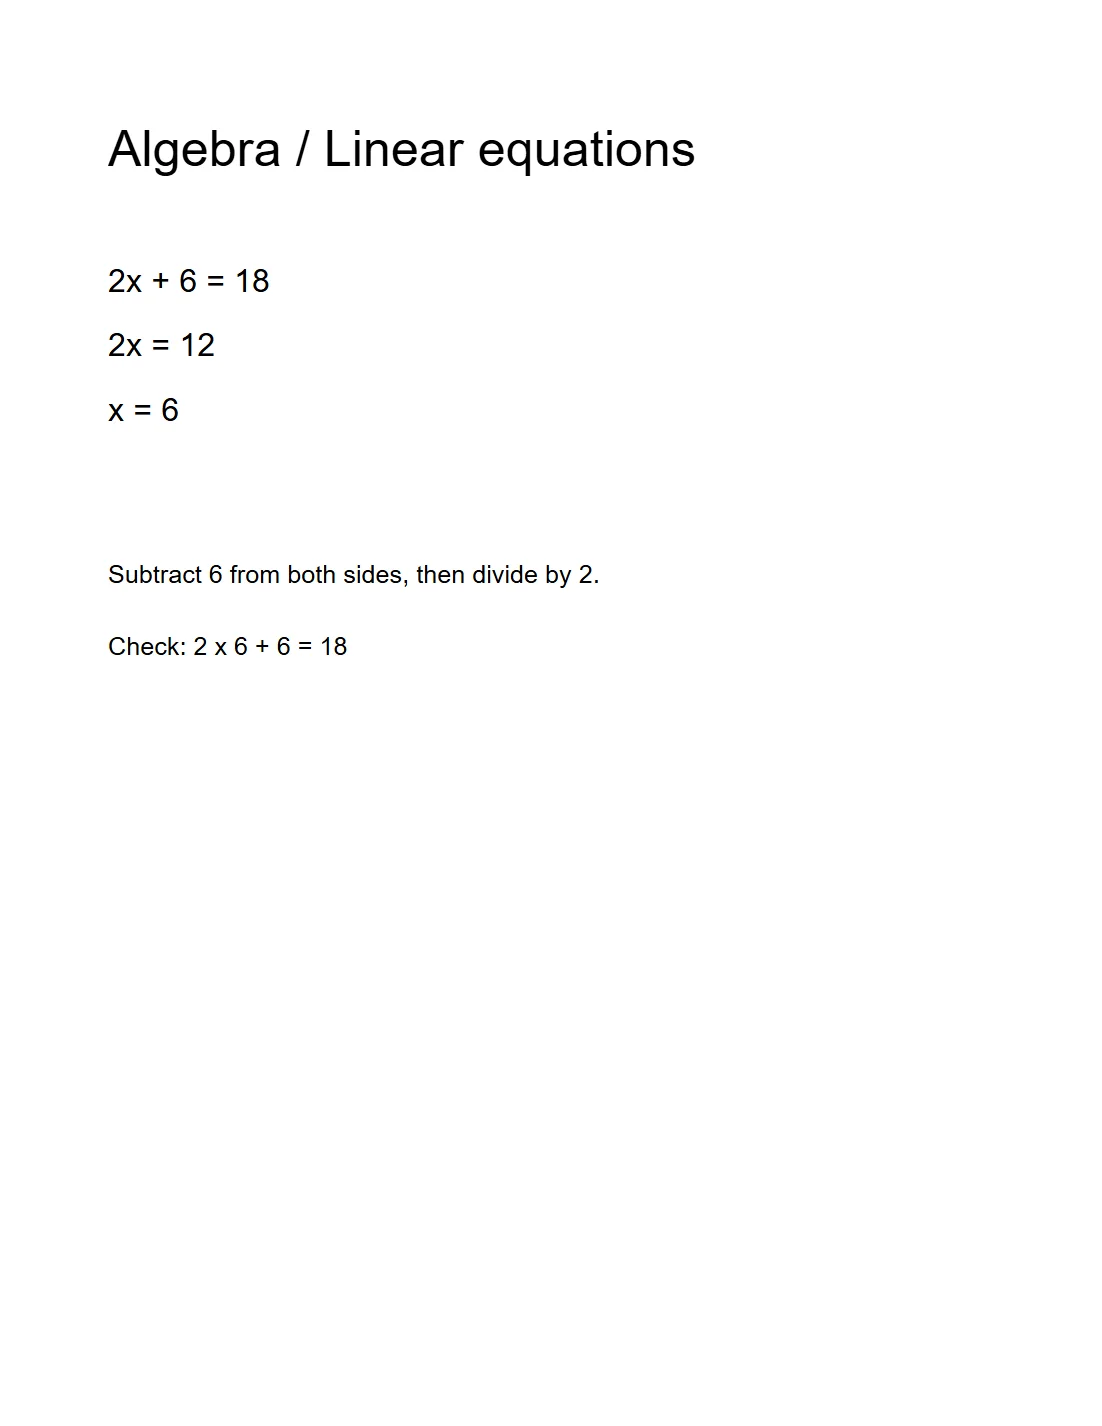 Algebra / Linear equations
2x + 6 = 18
2x = 12
x = 6
Subtract 6 from both sides, then divide by 2.
Check: 2 x 6 + 6 = 18